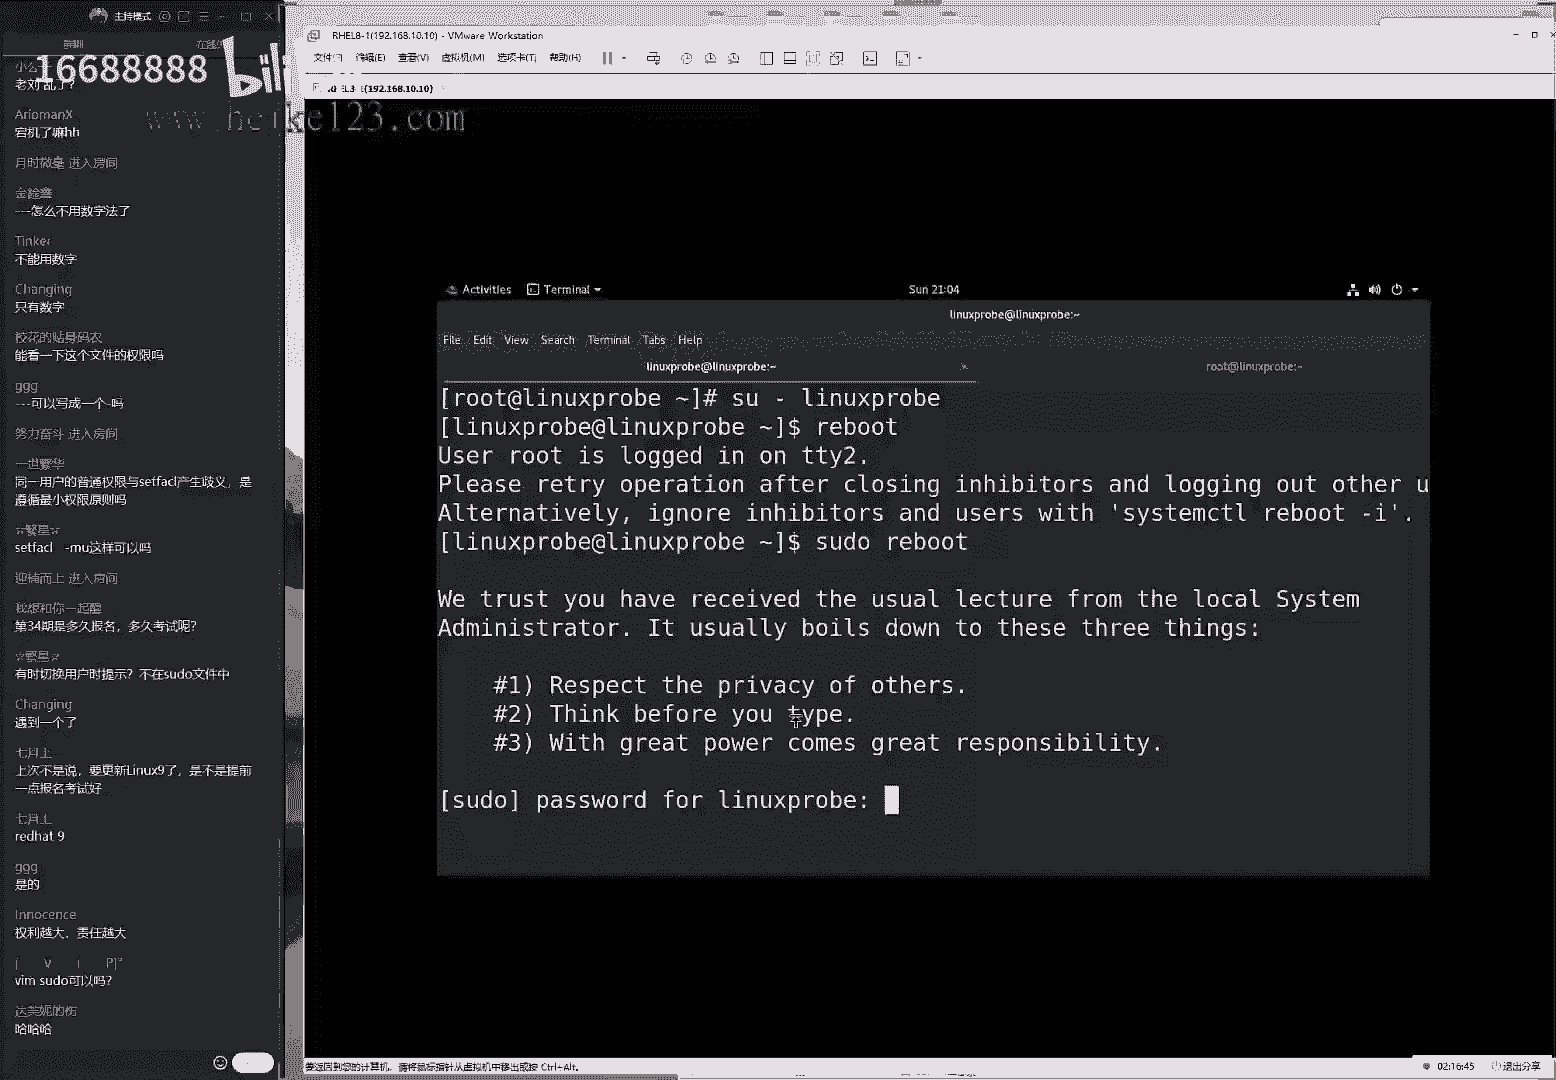 主持模式
16688888
老刘 乱了?
www.heike123.com
AriomanX
宕机了嘛hh
月时微毫 进入房间
---怎么不用数字法了
Tinker
不能用数字
Changing
只有数字
校花的贴身码农
能看一下这个文件的权限吗
ggg
---可以写成一个-吗
努力奋斗 进入房间
一世繁华
同一用户的普通权限与setfacl产生歧义，是
遵循最小权限原则吗
☆繁星☆
setfacl -mu这样可以吗
迎楠而上 进入房间
我想和你一起醒
第34期是多久报名，多久考试呢?
☆繁星☆
有时切换用户时提示? 不在sudo文件中
Changing
遇到一个了
七月上
上次不是说，要更新Linux9了，是不是提前
一点报名考试好
七月上
redhat 9
ggg
是的
Innocence
权利越大，责任越大
vim sudo可以吗?
哈哈哈
RHEL8-1(192.168.10.10) - VMware Workstation
文件(F) 编辑(E) 查看(V) 虚拟机(M) 选项卡(T) 帮助(H)
(192.168.10.10)
Activities Terminal Sun 21:04
linuxprobe@linuxprobe:~
File Edit View Search Terminal Tabs Help
linuxprobe@linuxprobe:~ root@linuxprobe:~
[root@linuxprobe ~]# su - linuxprobe
[linuxprobe@linuxprobe ~]$ reboot
User root is logged in on tty2.
Please retry operation after closing inhibitors and logging out other u
Alternatively, ignore inhibitors and users with 'systemctl reboot -i'.
[linuxprobe@linuxprobe ~]$ sudo reboot
We trust you have received the usual lecture from the local System
Administrator. It usually boils down to these three things:
#1) Respect the privacy of others.
#2) Think before you type.
#3) With great power comes great responsibility.
[sudo] password for linuxprobe:
要返回到您的计算机，请将鼠标指针从虚拟机中移出或按 Ctrl+Alt。
02:16:45 退出分享